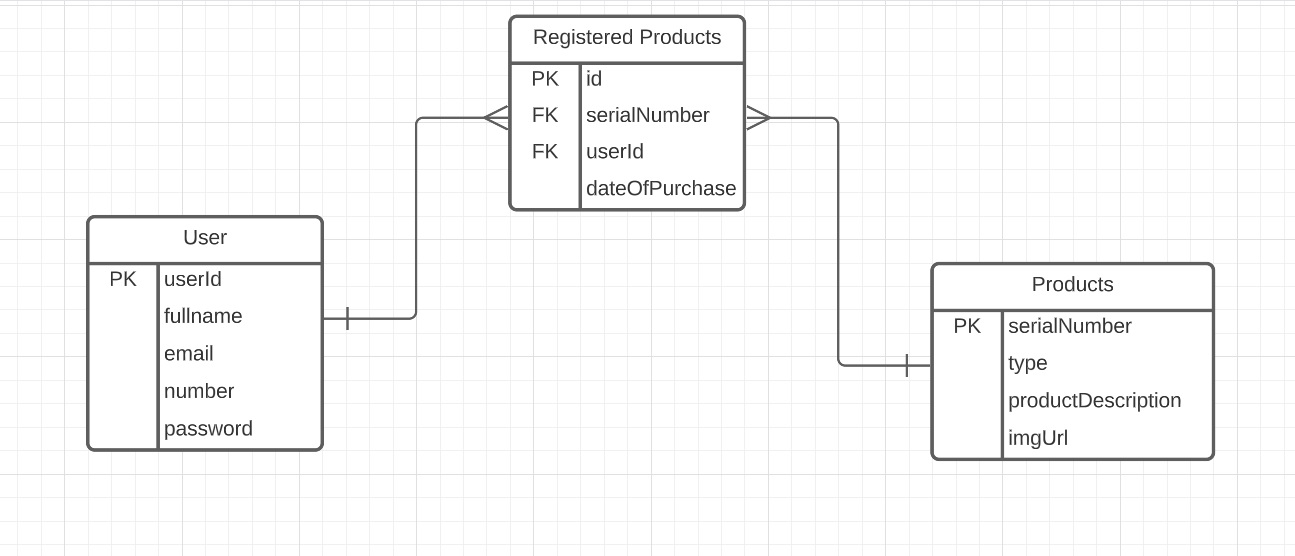 Registered Products
PK id
FK serialNumber
FK userId
dateOfPurchase
User
PK userId
fullname
email
number
password
Products
PK serialNumber
type
productDescription
imgUrl